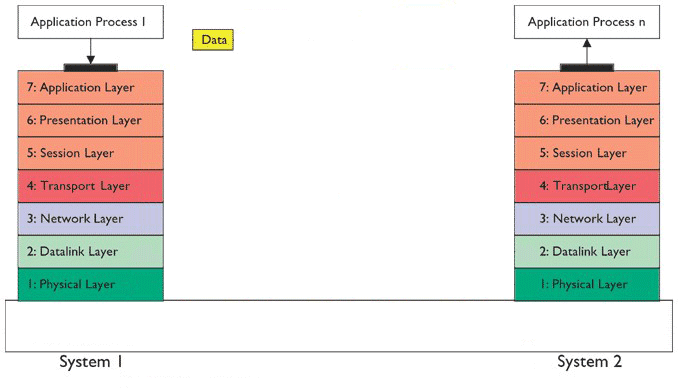 Application Process 1
Data
Application Process n
7: Application Layer
6: Presentation Layer
5: Session Layer
4: Transport Layer
3: Network Layer
2: Datalink Layer
1: Physical Layer
System 1
7: Application Layer
6: Presentation Layer
5: Session Layer
4: Transport Layer
3: Network Layer
2: Datalink Layer
1: Physical Layer
System 2